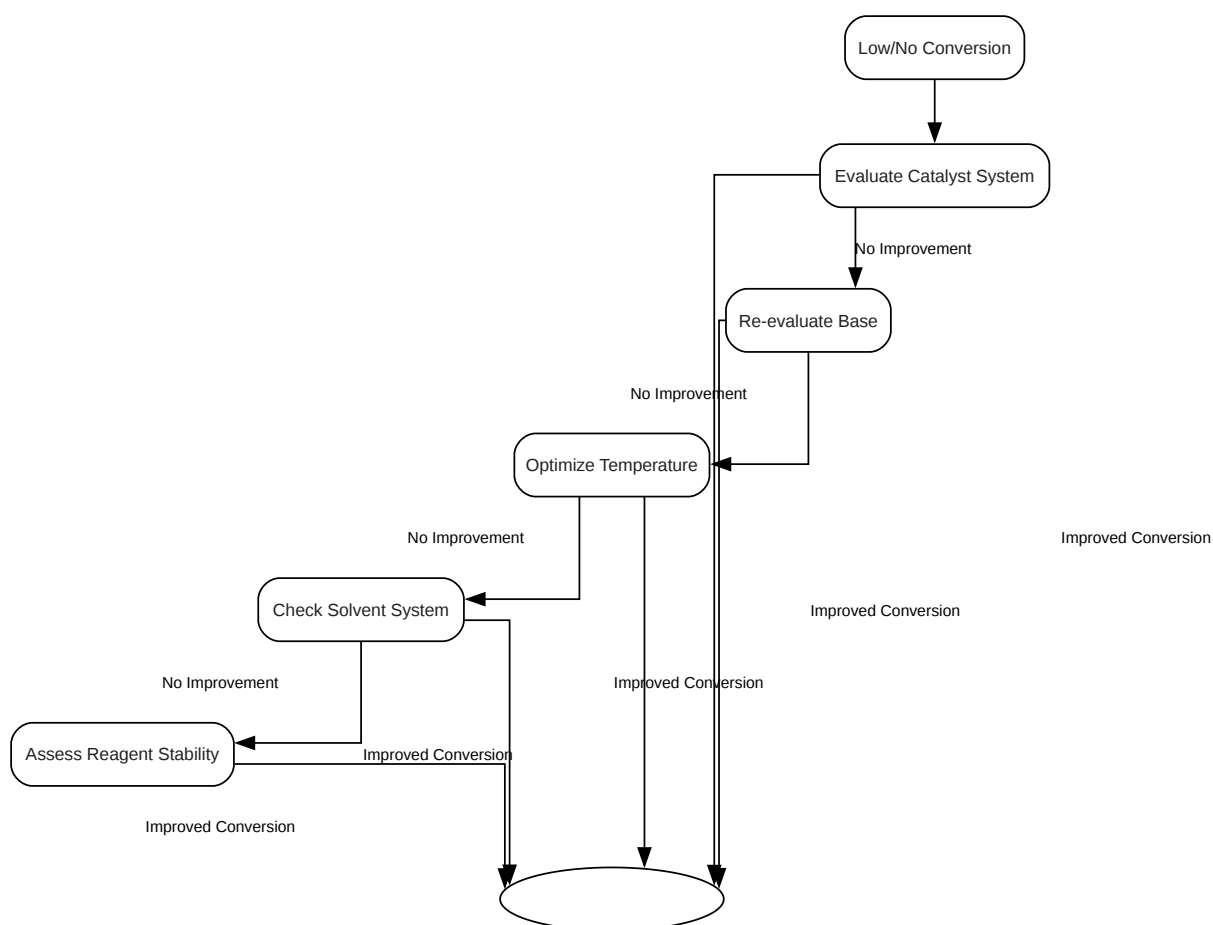 Low/No Conversion
Evaluate Catalyst System
No Improvement
Re-evaluate Base
No Improvement
Optimize Temperature
No Improvement
Improved Conversion
Check Solvent System
Improved Conversion
No Improvement
Improved Conversion
Assess Reagent Stability
Improved Conversion
Improved Conversion